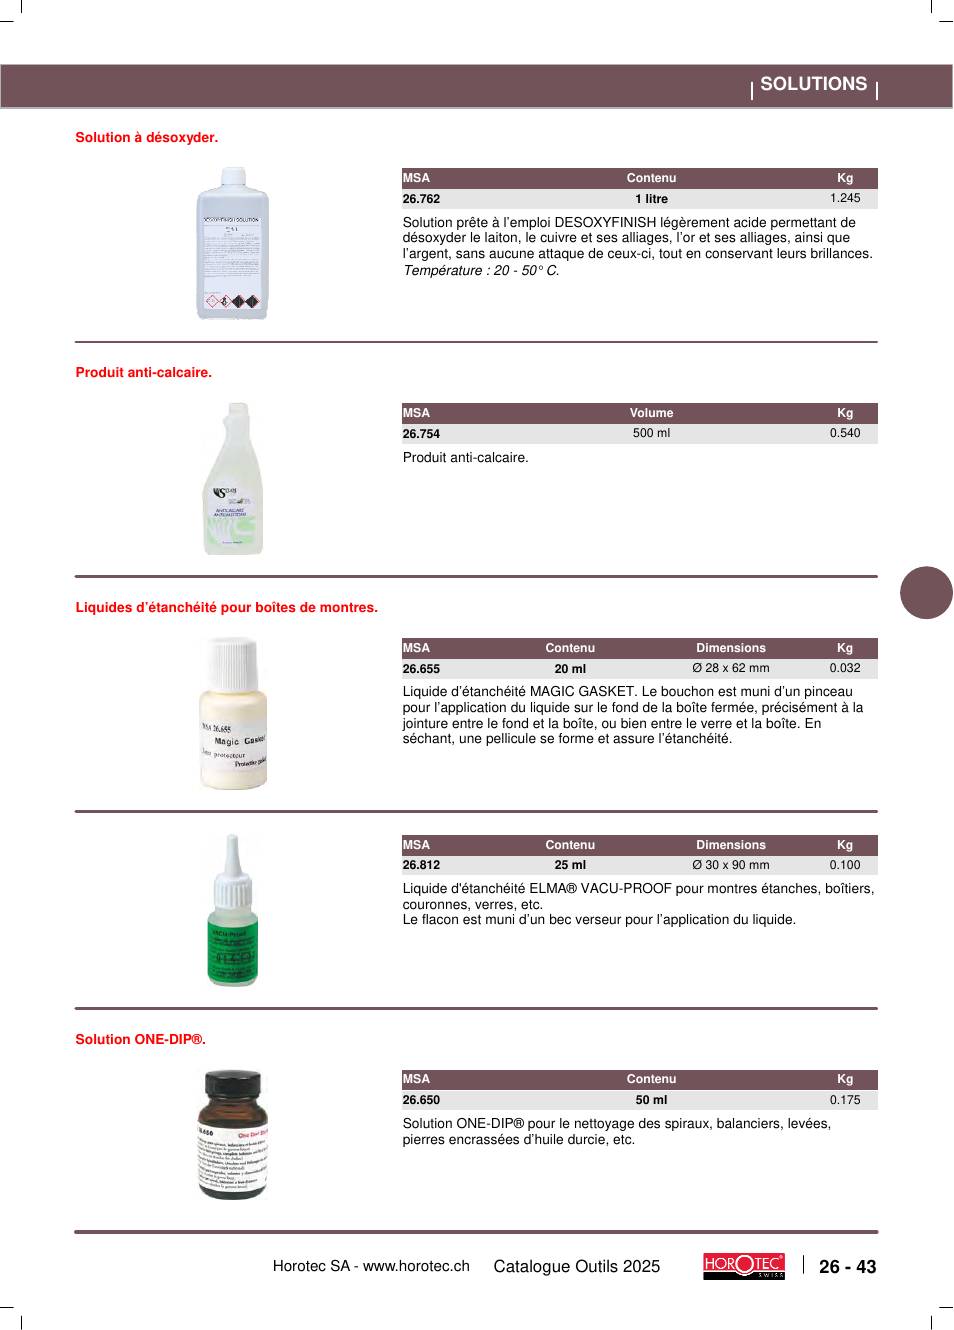 SOLUTIONS
Solution à désoxyder.
MSA Contenu Kg
26.762 1 litre 1.245
Solution prête à l’emploi DESOXYFINISH légèrement acide permettant de
désoxyder le laiton, le cuivre et ses alliages, l’or et ses alliages, ainsi que
l’argent, sans aucune attaque de ceux-ci, tout en conservant leurs brillances.
Température : 20 - 50° C.
DESOXYFINISH SOLUTION
Produit anti-calcaire.
MSA Volume Kg
26.754 500 ml 0.540
Produit anti-calcaire.
Liquides d’étanchéité pour boîtes de montres.
MSA Contenu Dimensions Kg
26.655 20 ml Ø 28 x 62 mm 0.032
Liquide d’étanchéité MAGIC GASKET. Le bouchon est muni d’un pinceau
pour l’application du liquide sur le fond de la boîte fermée, précisément à la
jointure entre le fond et la boîte, ou bien entre le verre et la boîte. En
séchant, une pellicule se forme et assure l’étanchéité.
MSA 26.655
Magic Gasket
protecteur
Protective
MSA Contenu Dimensions Kg
26.812 25 ml Ø 30 x 90 mm 0.100
Liquide d'étanchéité ELMA® VACU-PROOF pour montres étanches, boîtiers,
couronnes, verres, etc.
Le flacon est muni d’un bec verseur pour l’application du liquide.
Solution ONE-DIP®.
MSA Contenu Kg
26.650 50 ml 0.175
Solution ONE-DIP® pour le nettoyage des spiraux, balanciers, levées,
pierres encrassées d’huile durcie, etc.
Horotec SA - www.horotec.ch Catalogue Outils 2025 HOROTEC® SWISS 26 - 43